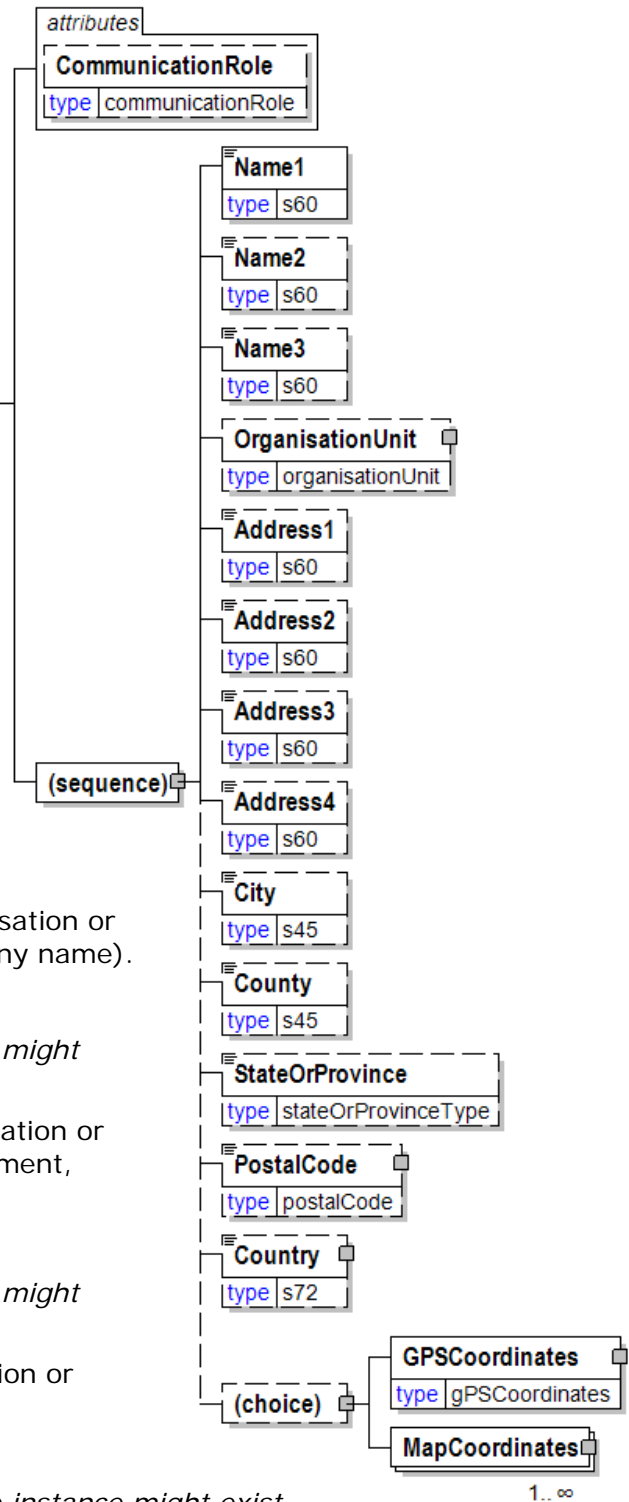 attributes
CommunicationRole
type communicationRole
Name1
type s60
Name2
type s60
Name3
type s60
OrganisationUnit
type organisationUnit
Address1
type s60
Address2
type s60
Address3
type s60
(sequence)
Address4
type s60
City
type s45
County
type s45
StateOrProvince
type stateOrProvinceType
PostalCode
type postalCode
Country
type s72
(choice)
GPSCoordinates
type gPSCoordinates
MapCoordinates
1.. ∞
sation or
ny name).
might
ation or
ment,
might
ion or
instance might exist